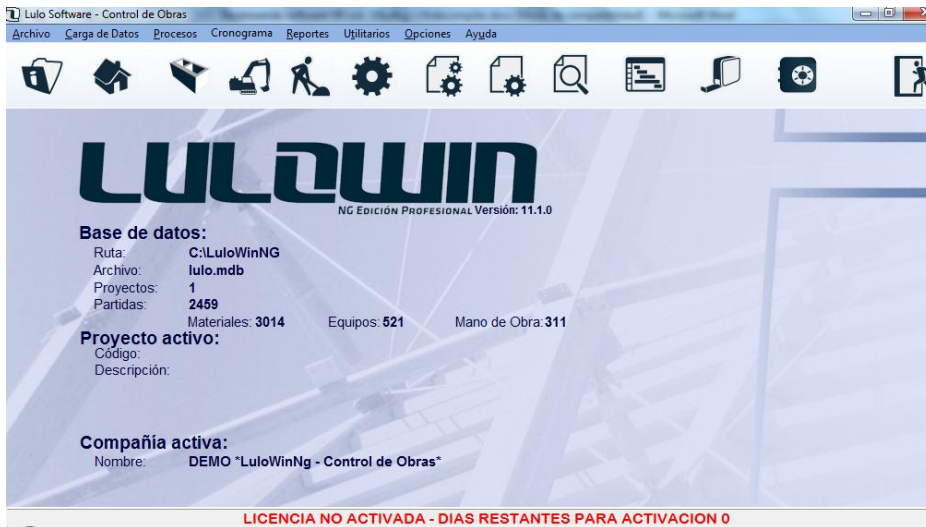 Lulo Software - Control de Obras
Archivo Carga de Datos Procesos Cronograma Reportes Utilitarios Opciones Ayuda
LULOWIN
NG EDICIÓN PROFESIONAL Versión: 11.1.0
Base de datos:
Ruta: C:\LuloWinNG
Archivo: lulo.mdb
Proyectos: 1
Partidas: 2459
Materiales: 3014 Equipos: 521 Mano de Obra: 311
Proyecto activo:
Código:
Descripción:
Compañía activa:
Nombre: DEMO "LuloWinNg - Control de Obras"
LICENCIA NO ACTIVADA - DIAS RESTANTES PARA ACTIVACION 0